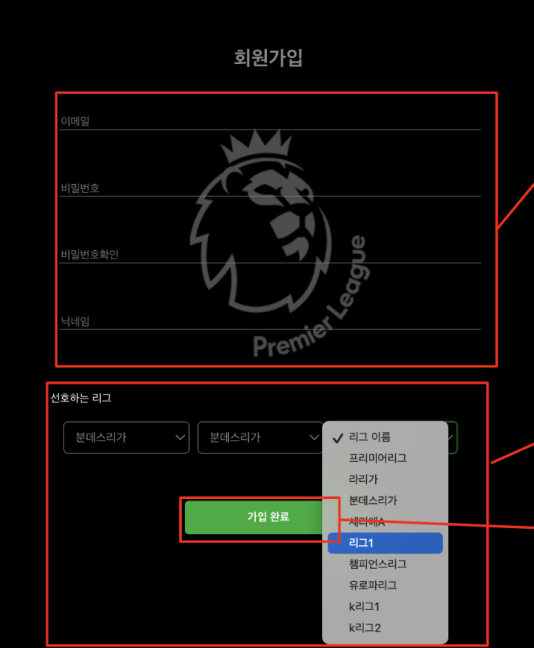 회원가입
이메일
비밀번호
비밀번호확인
닉네임
Premier League
선호하는 리그
분데스리가 분데스리가
리그 이름
프리미어리그
라리가
분데스리가
세리에A
리그1
챔피언스리그
유로파리그
k리그1
k리그2
가입 완료